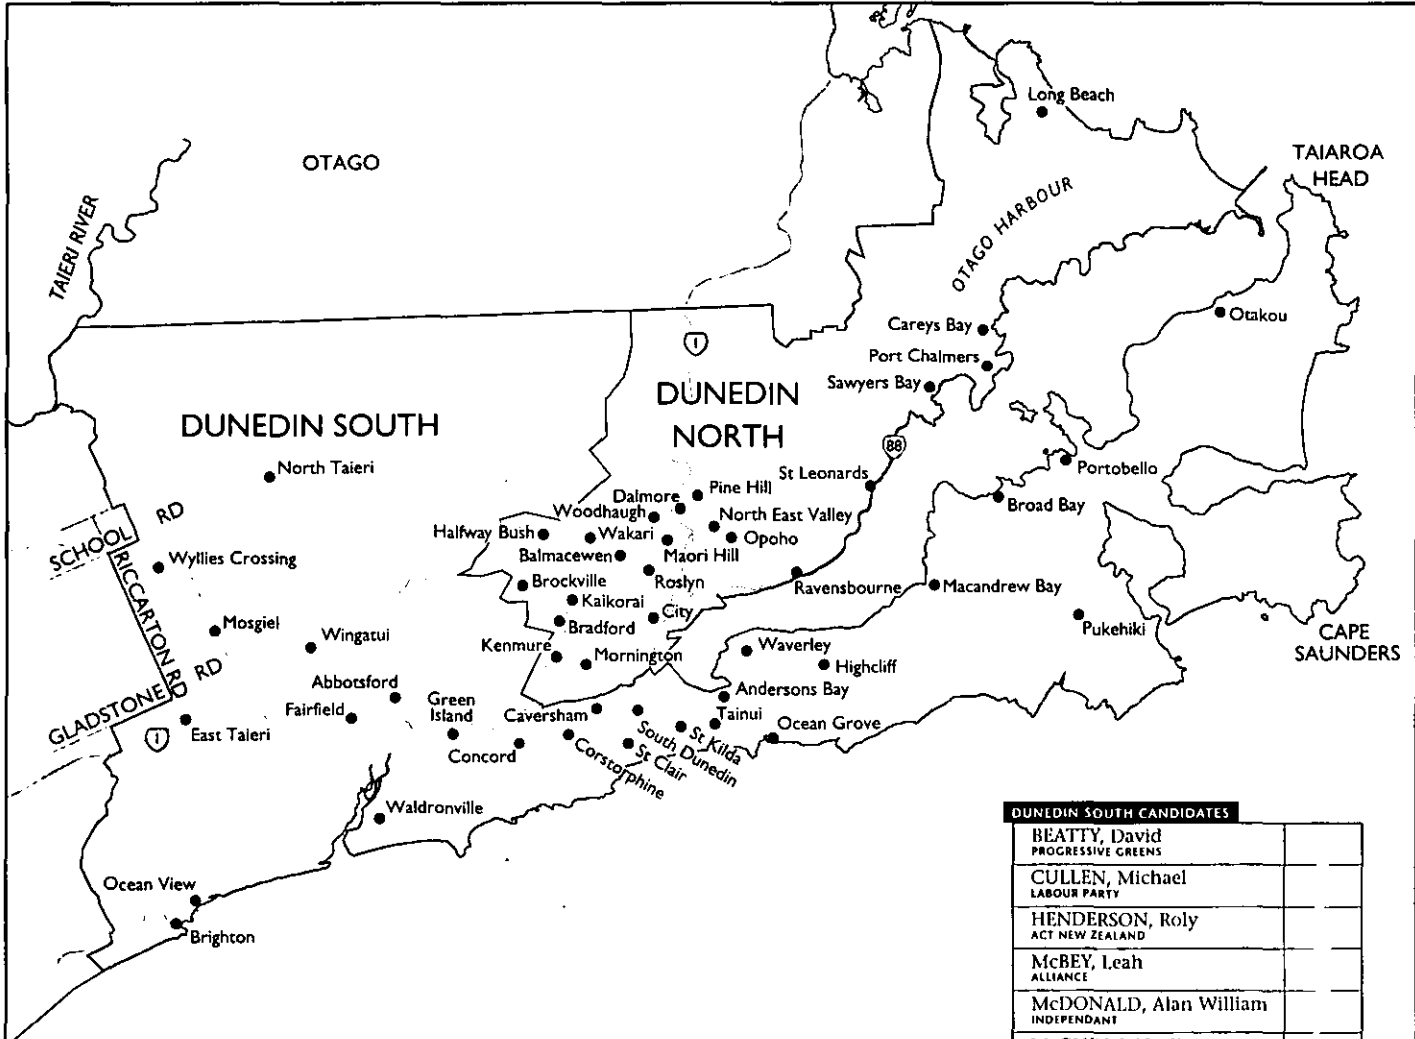 Long Beach
TAIAROA
HEAD
OTAGO
TAIERI RIVER
OTAGO HARBOUR
Otakou
Careys Bay
1
Port Chalmers
Sawyers Bay
DUNEDIN
NORTH
DUNEDIN SOUTH
88
North Taieri
St Leonards
Portobello
Pine Hill
Dalmore
Broad Bay
Woodhaugh
North East Valley
SCHOOL RD
Halfway Bush
Wakari
Opoho
Balmacewen
Maori Hill
Wyllies Crossing
Brockville
Roslyn
Ravensbourne
Macandrew Bay
RICCARTON RD
Kaikorai
City
Mosgiel
Bradford
Pukehiki
CAPE
SAUNDERS
Wingatui
Kenmure
Mornington
Waverley
Highcliff
GLADSTONE RD
Abbotsford
Andersons Bay
Green
Island
Fairfield
Caversham
Tainui
Ocean Grove
East Taleri
1
Concord
Corstorphine
St Clair
South Dunedin
St Kilda
Waldronville
Ocean View
Brighton
DUNEDIN SOUTH CANDIDATES
BEATTY, David
PROGRESSIVE GREENS
CULLEN, Michael
LABOUR PARTY
HENDERSON, Roly
ACT NEW ZEALAND
McBEY, Leah
ALLIANCE
McDONALD, Alan William
INDEPENDANT